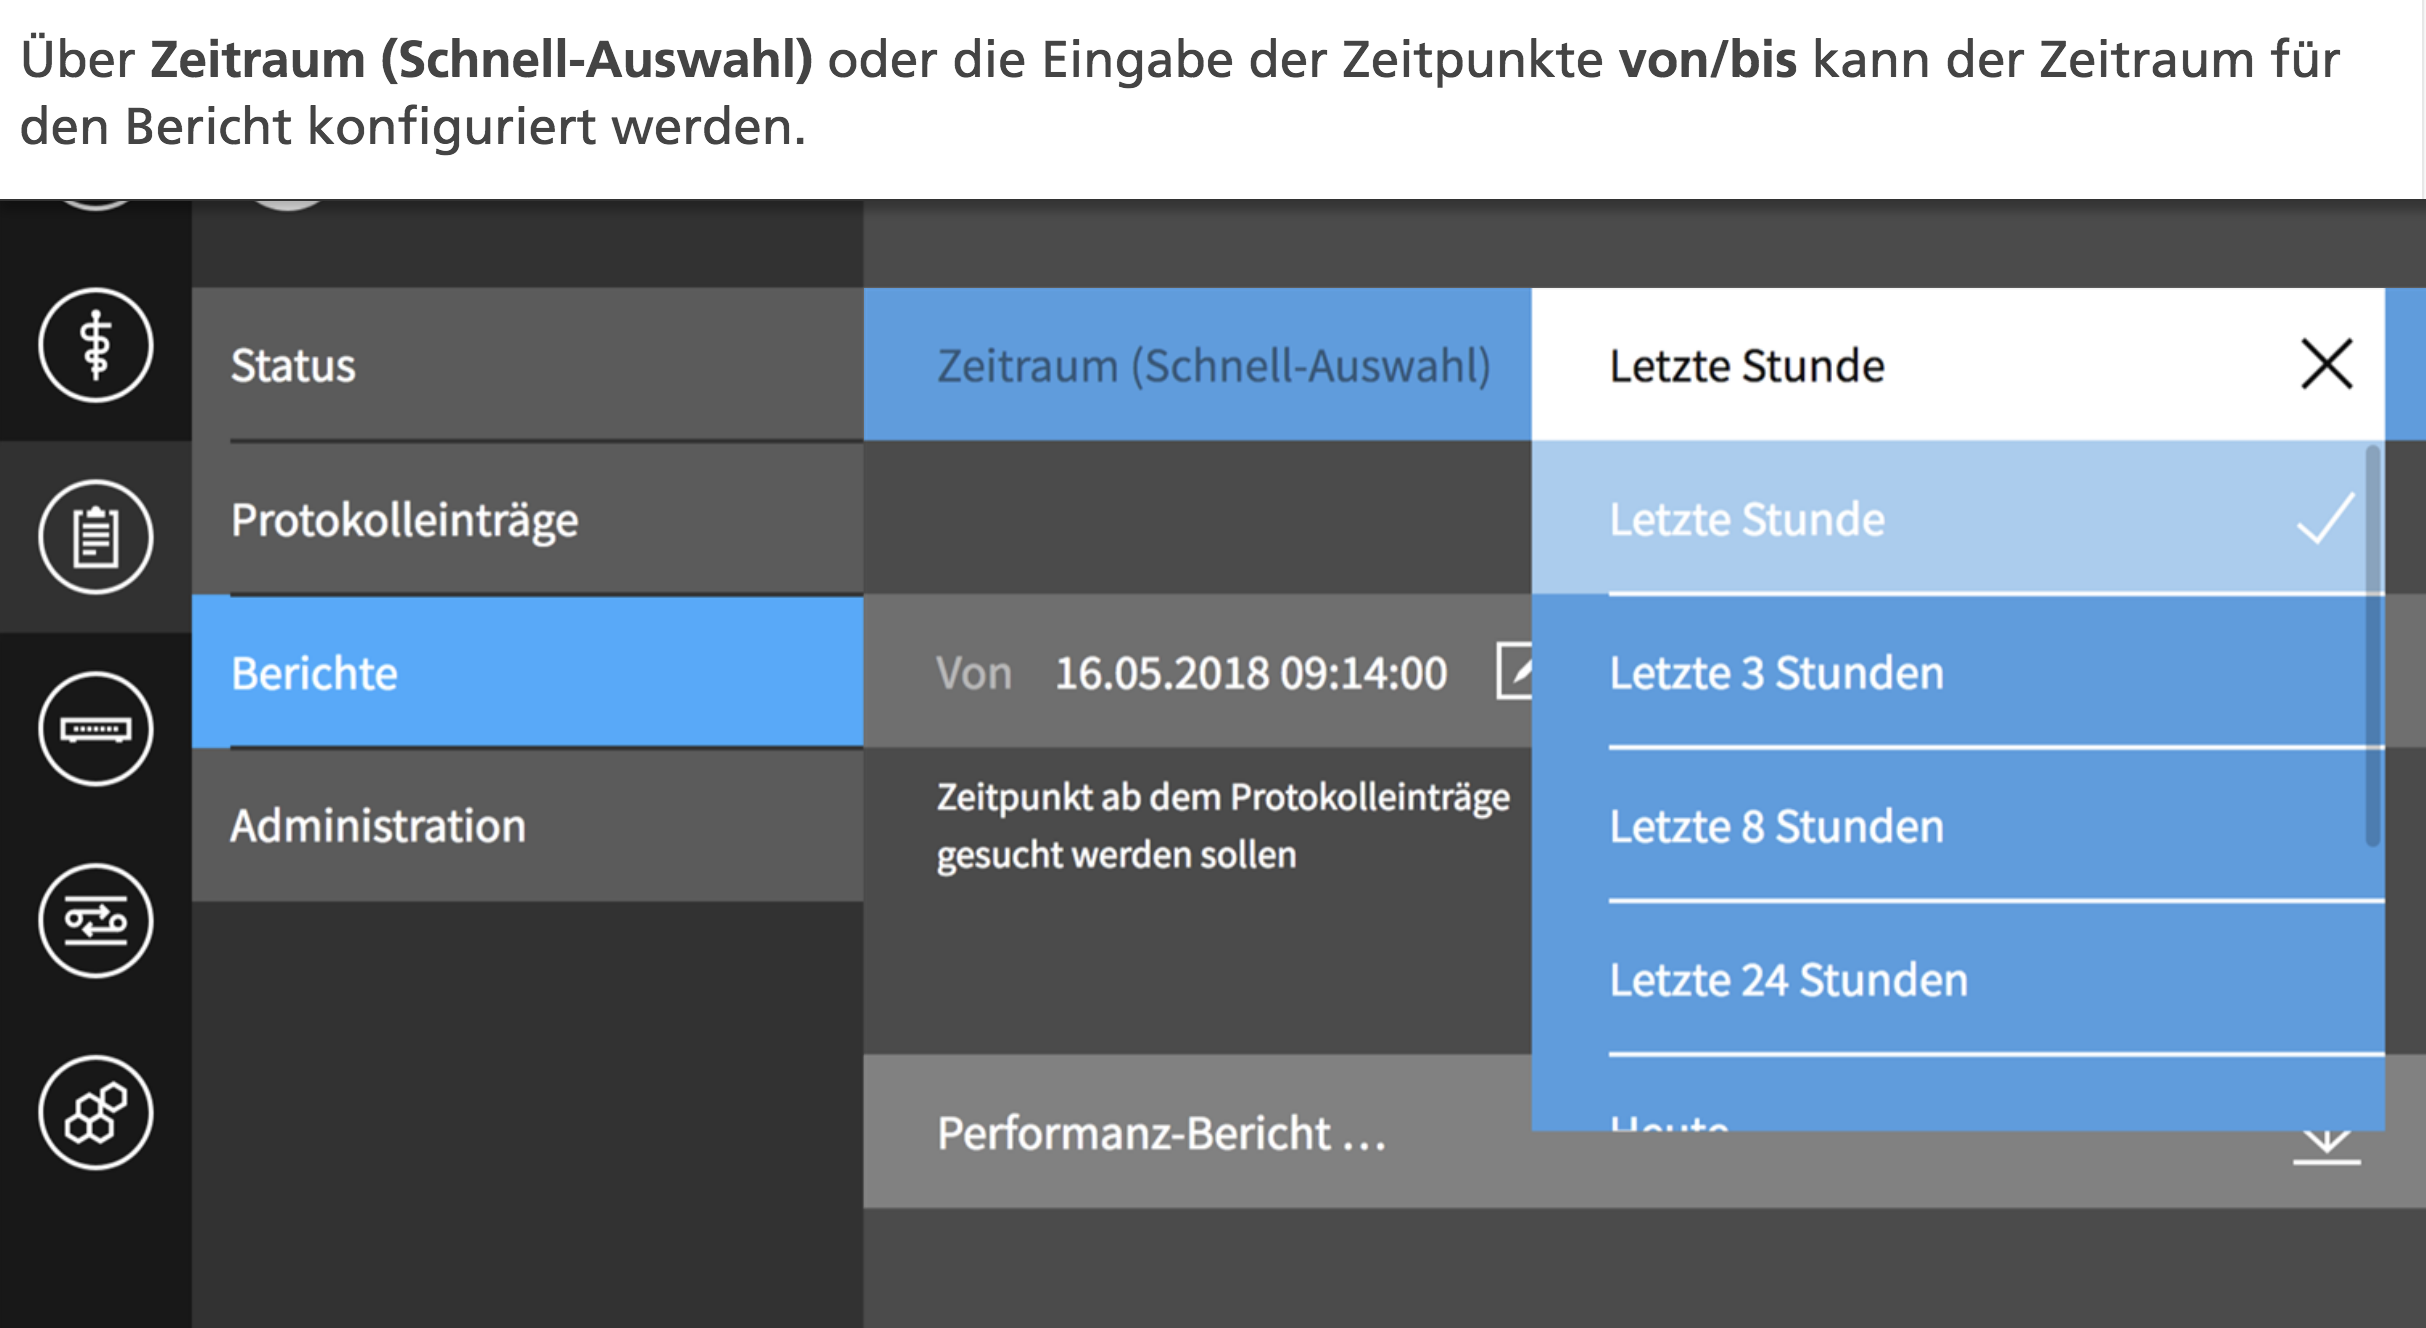 Über Zeitraum (Schnell-Auswahl) oder die Eingabe der Zeitpunkte von/bis kann der Zeitraum für
den Bericht konfiguriert werden.
Status
Protokolleinträge
Berichte
Administration
Zeitraum (Schnell-Auswahl)
Letzte Stunde
Letzte Stunde
Letzte 3 Stunden
Letzte 8 Stunden
Letzte 24 Stunden
Heute
Von 16.05.2018 09:14:00
Zeitpunkt ab dem Protokolleinträge
gesucht werden sollen
Performanz-Bericht ...